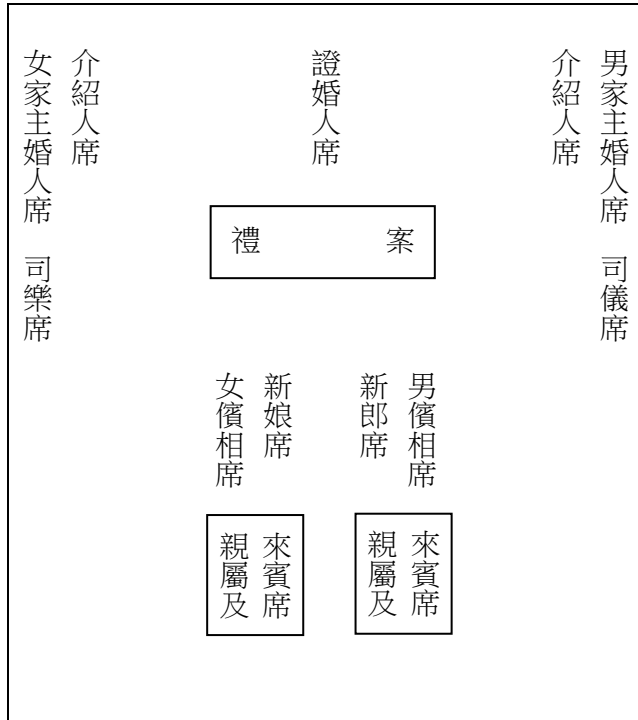 女家主婚人席 司樂席
介紹人席
證婚人席
介紹人席
男家主婚人席 司儀席
禮 案
女儐相席
新娘席
新郎席
男儐相席
親屬及
來賓席
親屬及
來賓席